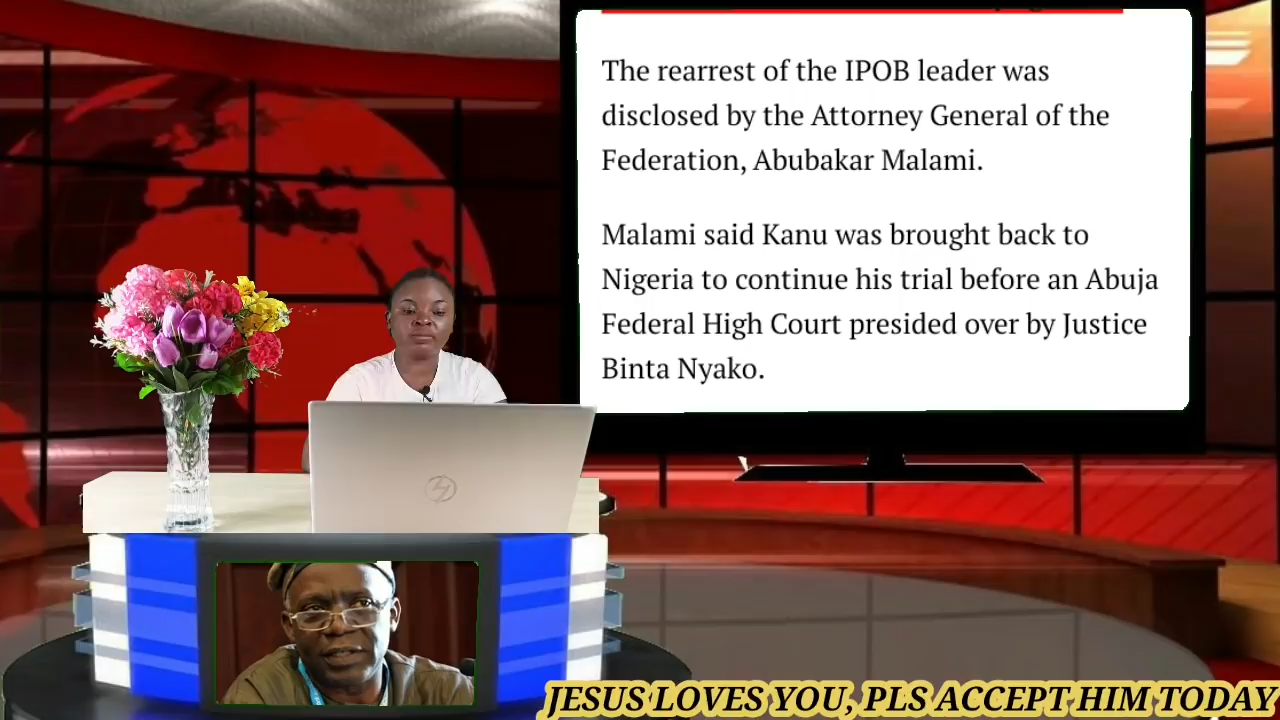 The rearrest of the IPOB leader was
disclosed by the Attorney General of the
Federation, Abubakar Malami.
Malami said Kanu was brought back to
Nigeria to continue his trial before an Abuja
Federal High Court presided over by Justice
Binta Nyako.
JESUS LOVES YOU, PLS ACCEPT HIM TODAY